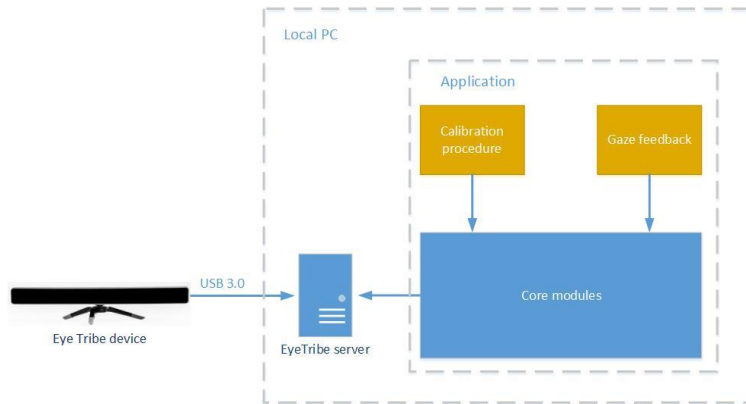 Local PC
Application
Calibration
procedure
Gaze feedback
USB 3.0
Core modules
Eye Tribe device
EyeTribe server